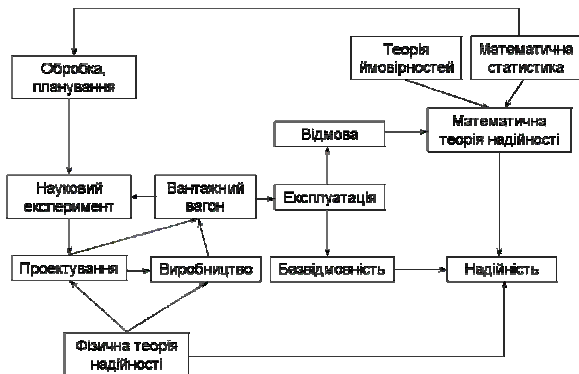 Обробка,
планування
Теорія
ймовірностей
Математична
статистика
Відмова
Математична
теорія надійності
Науковий
експеримент
Вантажний
вагон
Експлуатація
Проектування
Виробництво
Безвідмовність
Надійність
Фізична теорія
надійності